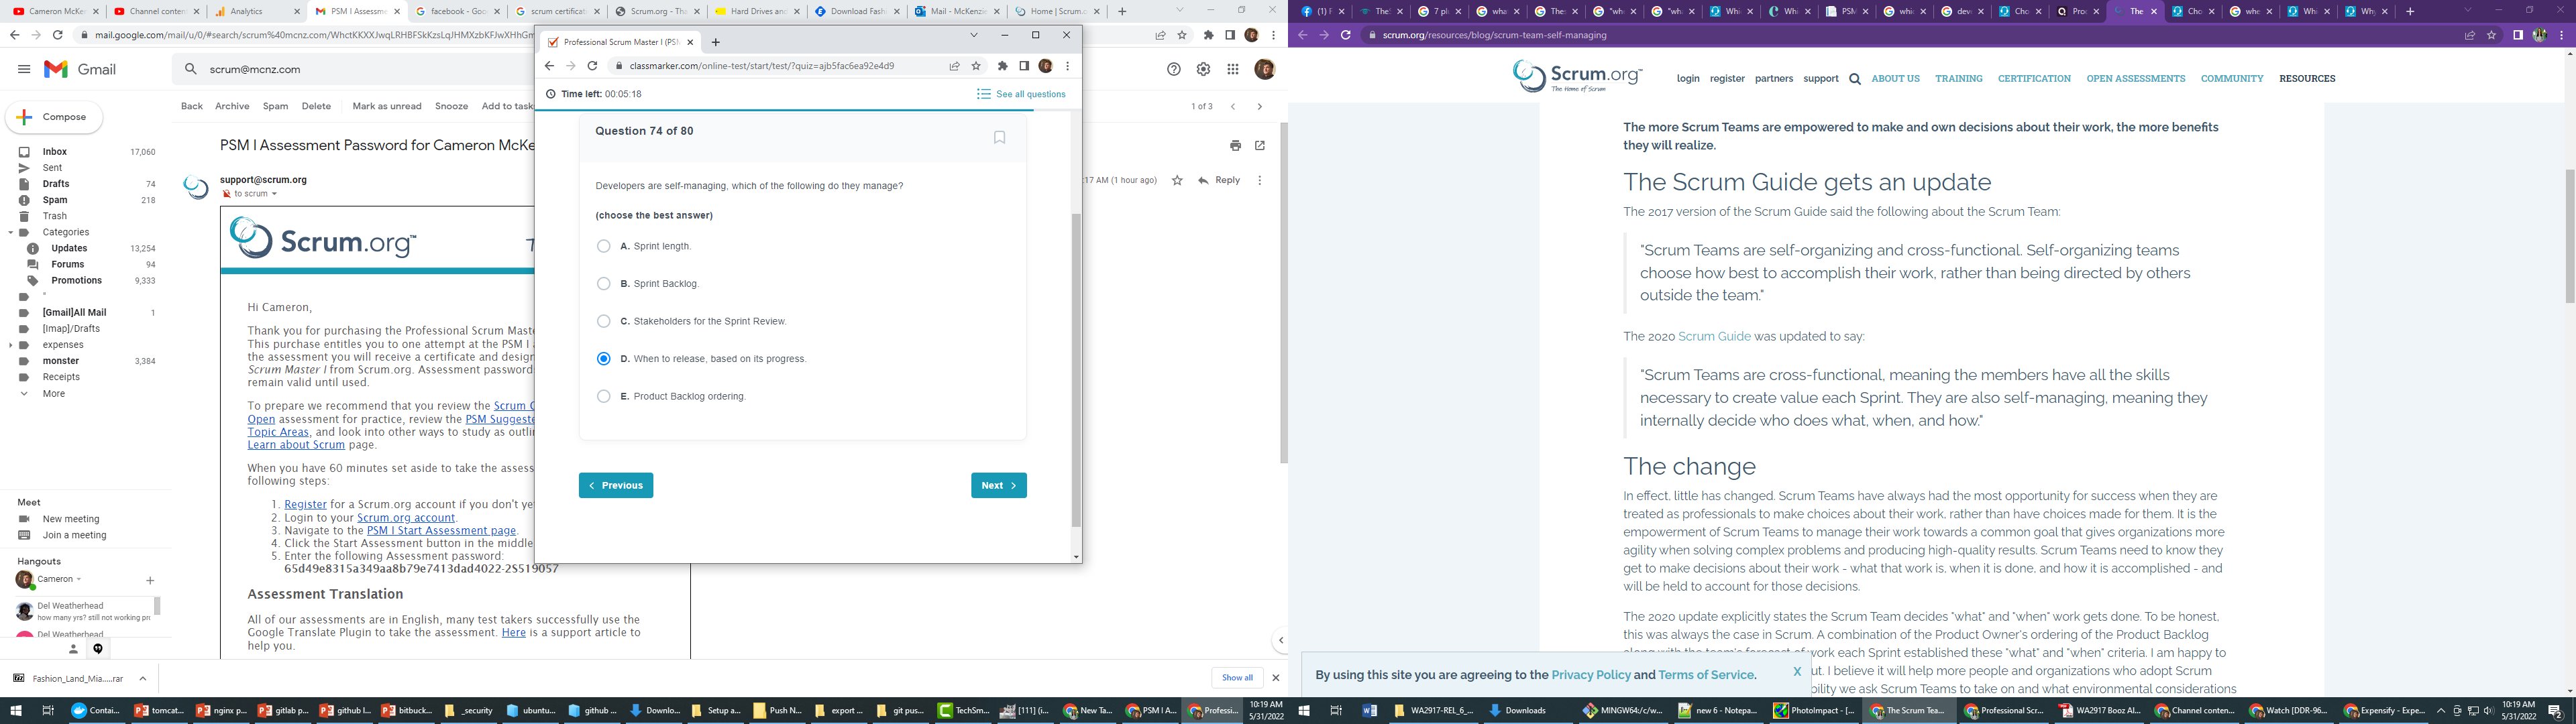 Cameron McKe
Channel conten
Analytics
PSM I Assessme
facebook - Goo
scrum certificat
Scrum.org - Tha
Hard Drives anc
Download Fash
Mail - McKenzie
Home | Scrum.o
mail.google.com/mail/u/0/#search/scrum%40mcnz.com/WhctKKXXJwqLRHBFSkKzsLqJHMXzbKFJwXHhGm
Gmail
scrum@mcnz.com
Back
Archive
Spam
Delete
Mark as unread
Snooze
Add to task
1 of 3
Compose
Inbox 17,060
Sent
Drafts 74
Spam 218
Trash
Categories
Updates 13,254
Forums 94
Promotions 9,333
"
[Gmail]All Mail 1
[Imap]/Drafts
expenses
monster 3,384
Receipts
More
Meet
New meeting
Join a meeting
Hangouts
Cameron
Del Weatherhead
how many yrs? still not working pro
Del Weatherhead
PSM I Assessment Password for Cameron McKe
support@scrum.org
to scrum
:17 AM (1 hour ago)
Reply
Scrum.org™
Hi Cameron,
Thank you for purchasing the Professional Scrum Maste
This purchase entitles you to one attempt at the PSM I a
the assessment you will receive a certificate and design
Scrum Master I from Scrum.org. Assessment password
remain valid until used.
To prepare we recommend that you review the Scrum G
Open assessment for practice, review the PSM Suggeste
Topic Areas, and look into other ways to study as outlin
Learn about Scrum page.
When you have 60 minutes set aside to take the assess
following steps:
1. Register for a Scrum.org account if you don't ye
2. Login to your Scrum.org account.
3. Navigate to the PSM I Start Assessment page.
4. Click the Start Assessment button in the middle
5. Enter the following Assessment password:
65d49e8315a349aa8b79e7413dad4022-2S519057
Assessment Translation
All of our assessments are in English, many test takers successfully use the
Google Translate Plugin to take the assessment. Here is a support article to
help you.
Fashion_Land_Mia.....rar
Show all
Professional Scrum Master I (PSM
classmarker.com/online-test/start/test/?quiz=ajb5fac6ea92e4d9
Time left: 00:05:18
See all questions
Question 74 of 80
Developers are self-managing, which of the following do they manage?
(choose the best answer)
A. Sprint length.
B. Sprint Backlog.
C. Stakeholders for the Sprint Review.
D. When to release, based on its progress.
E. Product Backlog ordering.
Previous
Next
scrum.org/resources/blog/scrum-team-self-managing
Scrum.org™
The Home of Scrum
login register partners support ABOUT US TRAINING CERTIFICATION OPEN ASSESSMENTS COMMUNITY RESOURCES
The more Scrum Teams are empowered to make and own decisions about their work, the more benefits
they will realize.
The Scrum Guide gets an update
The 2017 version of the Scrum Guide said the following about the Scrum Team:
"Scrum Teams are self-organizing and cross-functional. Self-organizing teams
choose how best to accomplish their work, rather than being directed by others
outside the team."
The 2020 Scrum Guide was updated to say:
"Scrum Teams are cross-functional, meaning the members have all the skills
necessary to create value each Sprint. They are also self-managing, meaning they
internally decide who does what, when, and how."
The change
In effect, little has changed. Scrum Teams have always had the most opportunity for success when they are
treated as professionals to make choices about their work, rather than have choices made for them. It is the
empowerment of Scrum Teams to manage their work towards a common goal that gives organizations more
agility when solving complex problems and producing high-quality results. Scrum Teams need to know they
get to make decisions about their work - what that work is, when it is done, and how it is accomplished - and
will be held to account for those decisions.
The 2020 update explicitly states the Scrum Team decides "what" and "when" work gets done. To be honest,
this was always the case in Scrum. A combination of the Product Owner's ordering of the Product Backlog
along with the team's forecast of work each Sprint established these "what" and "when" criteria. I am happy to
ut. I believe it will help more people and organizations who adopt Scrum
bility we ask Scrum Teams to take on and what environmental considerations
By using this site you are agreeing to the Privacy Policy and Terms of Service.
X
Contai...
tomcat...
nginx p...
gitlab p...
github l...
bitbuck...
_security
ubuntu...
github ...
Downlo...
Setup a...
Push N...
export ...
git pus...
TechSm...
[111] (i...
New Ta...
PSM I A...
Professi...
10:19 AM
5/31/2022
WA2917-REL_6_...
Downloads
MINGW64:/c/w...
new 6 - Notepa...
PhotoImpact - [...
The Scrum Tea...
Professional Scr...
WA2917 Booz Al...
Channel conten...
Watch [DDR-96...
Expensify - Expe...
10:19 AM
5/31/2022